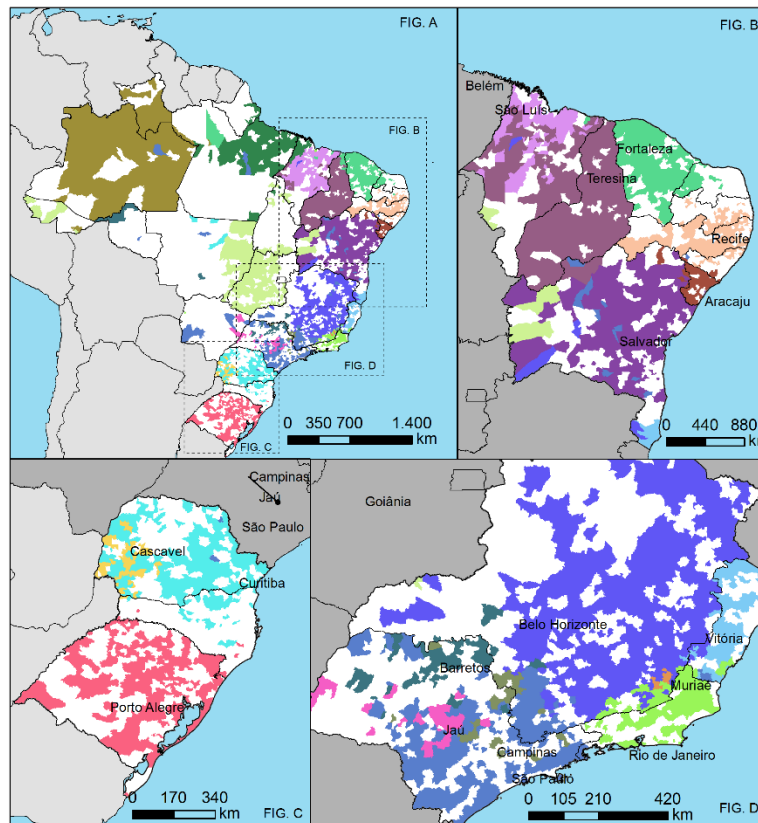 FIG. A
FIG. B
FIG. D
FIG. C
0 350 700 1.400
km
FIG. B
Belém
São Luís
Fortaleza
Teresina
Recife
Aracaju
Salvador
0 440 880
km
Campinas
Jaú
São Paulo
Cascavel
Curitiba
Porto Alegre
0 170 340
km
FIG. C
Goiânia
Belo Horizonte
Vitória
Barretos
Muriaé
Jaú
Campinas
Rio de Janeiro
São Paulo
0 105 210 420
km
FIG. D